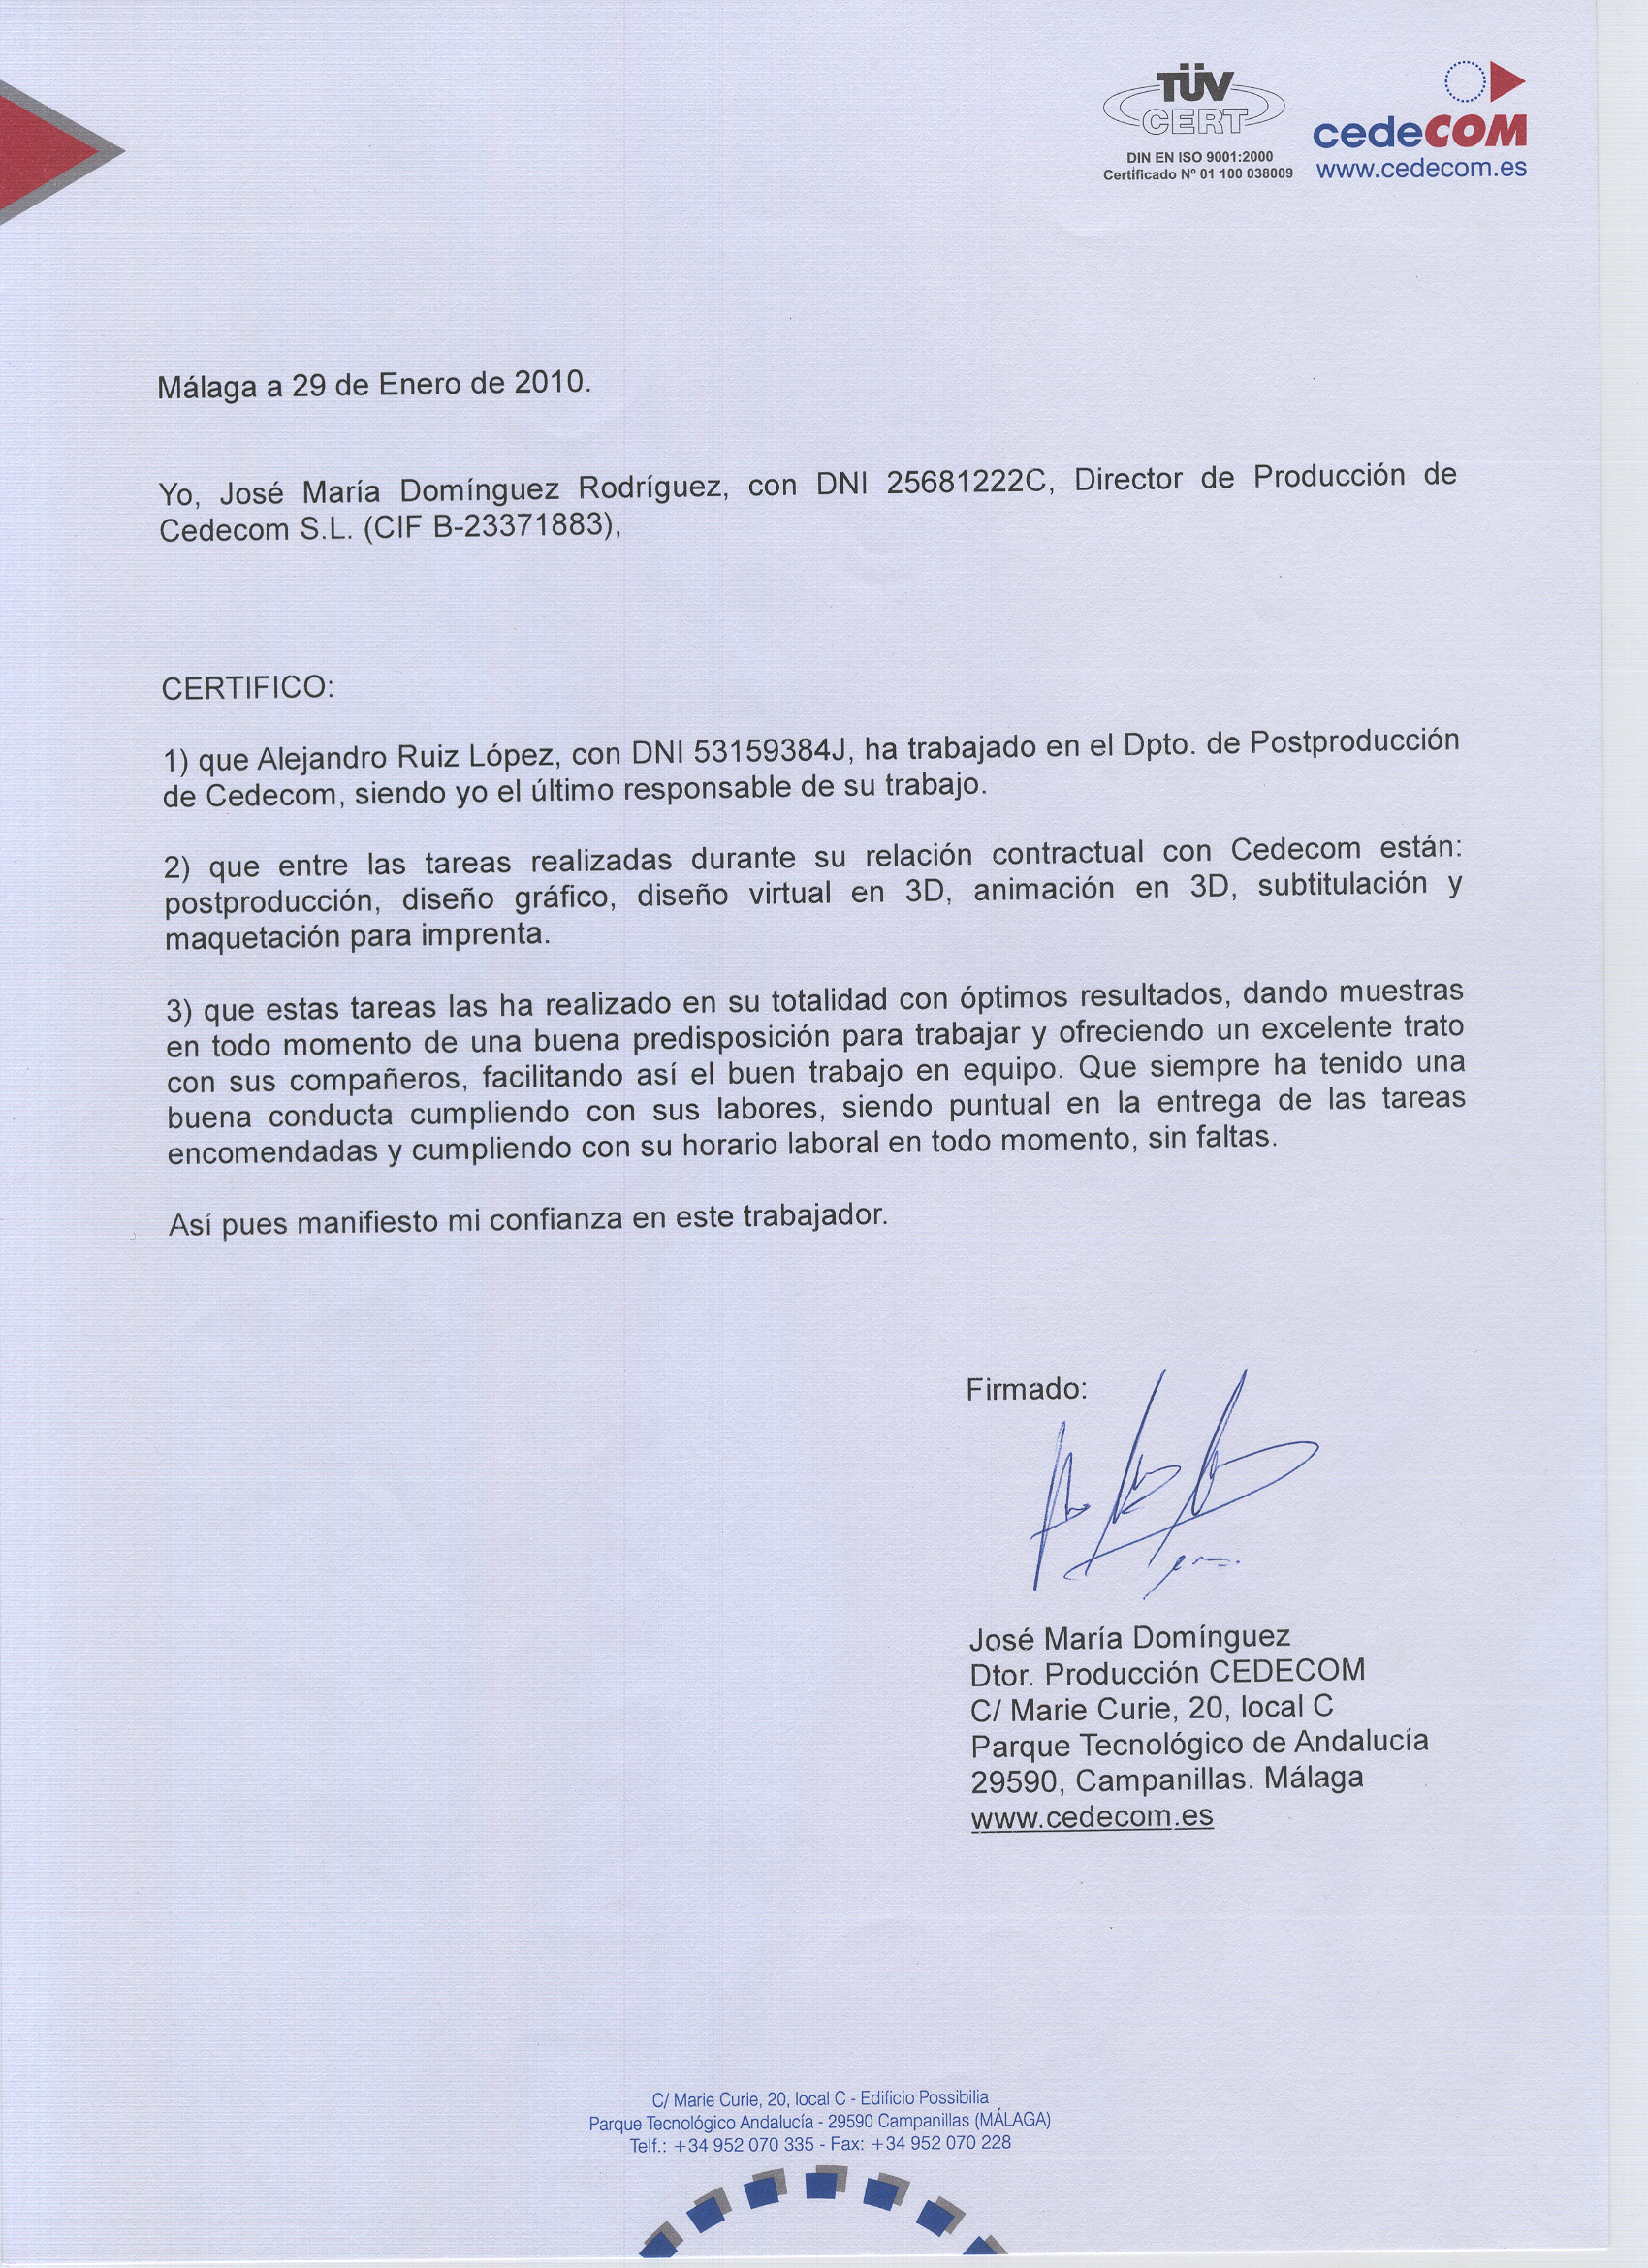 TÜV
CERT
DIN EN ISO 9001:2000
Certificado Nº 01 100 038009
cedeCOM
www.cedecom.es
Málaga a 29 de Enero de 2010.
Yo, José María Domínguez Rodríguez, con DNI 25681222C, Director de Producción de
Cedecom S.L. (CIF B-23371883),
CERTIFICO:
1) que Alejandro Ruiz López, con DNI 53159384J, ha trabajado en el Dpto. de Postproducción
de Cedecom, siendo yo el último responsable de su trabajo.
2) que entre las tareas realizadas durante su relación contractual con Cedecom están:
postproducción, diseño gráfico, diseño virtual en 3D, animación en 3D, subtitulación y
maquetación para imprenta.
3) que estas tareas las ha realizado en su totalidad con óptimos resultados, dando muestras
en todo momento de una buena predisposición para trabajar y ofreciendo un excelente trato
con sus compañeros, facilitando así el buen trabajo en equipo. Que siempre ha tenido una
buena conducta cumpliendo con sus labores, siendo puntual en la entrega de las tareas
encomendadas y cumpliendo con su horario laboral en todo momento, sin faltas.
Así pues manifiesto mi confianza en este trabajador.
Firmado:
José María Domínguez
Dtor. Producción CEDECOM
C/ Marie Curie, 20, local C
Parque Tecnológico de Andalucía
29590, Campanillas. Málaga
www.cedecom.es
C/ Marie Curie, 20, local C - Edificio Possibilia
Parque Tecnológico Andalucía - 29590 Campanillas (MÁLAGA)
Telf.: +34 952 070 335 - Fax: +34 952 070 228